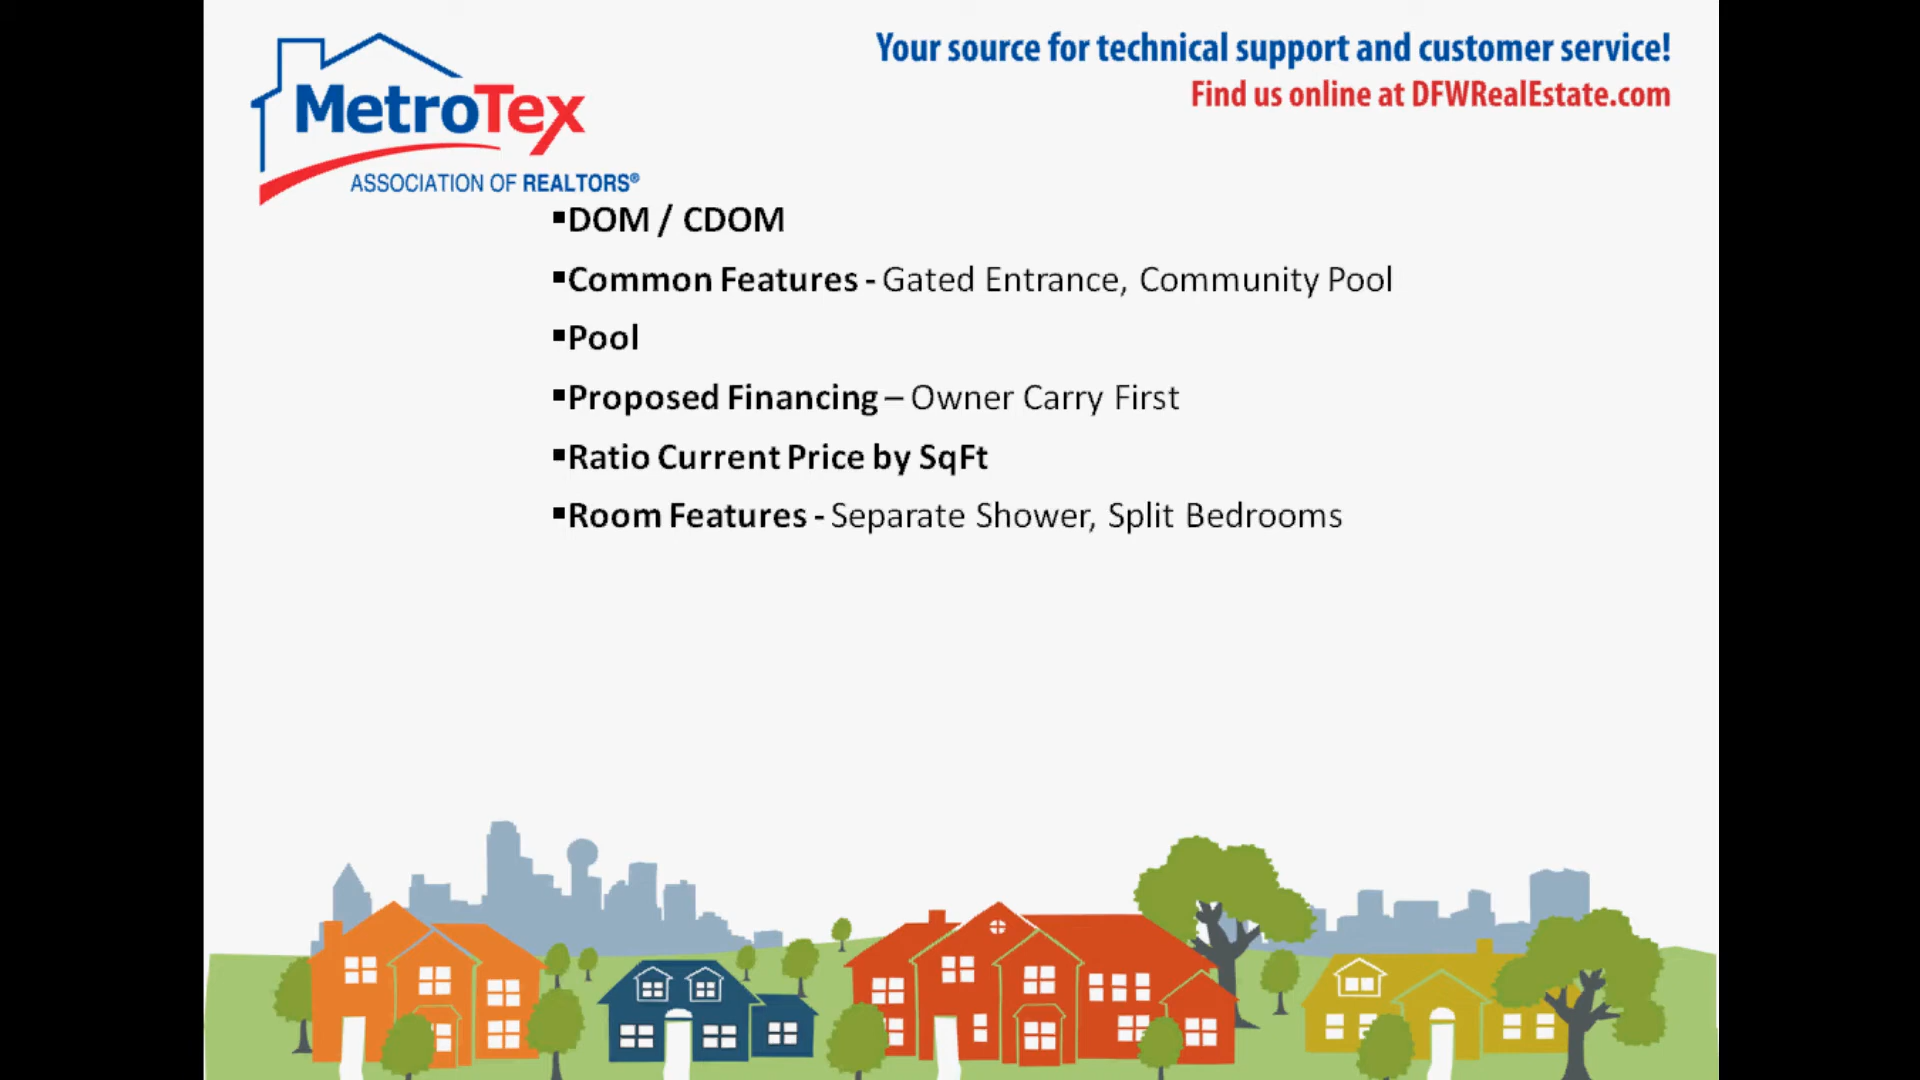 Your source for technical support and customer service!
Find us online at DFWRealEstate.com
MetroTex
ASSOCIATION OF REALTORS®
▪DOM / CDOM
▪Common Features - Gated Entrance, Community Pool
▪Pool
▪Proposed Financing – Owner Carry First
▪Ratio Current Price by SqFt
▪Room Features - Separate Shower, Split Bedrooms